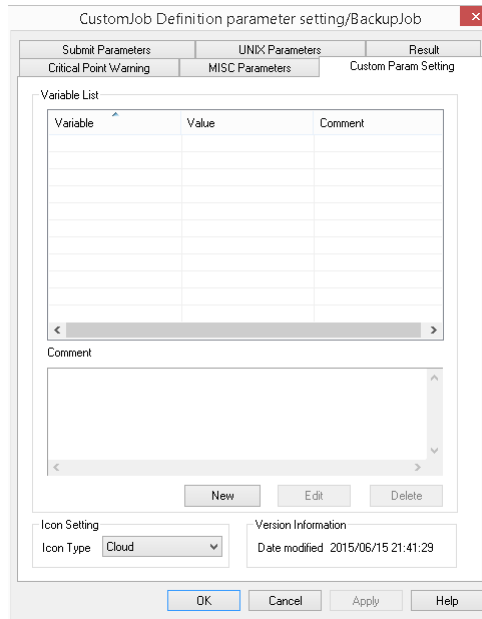 CustomJob Definition parameter setting/BackupJob
Submit Parameters UNIX Parameters Result
Critical Point Warning MISC Parameters Custom Param Setting
Variable List
Variable Value Comment
Comment
New Edit Delete
Icon Setting Version Information
Icon Type Cloud Date modified 2015/06/15 21:41:29
OK Cancel Apply Help